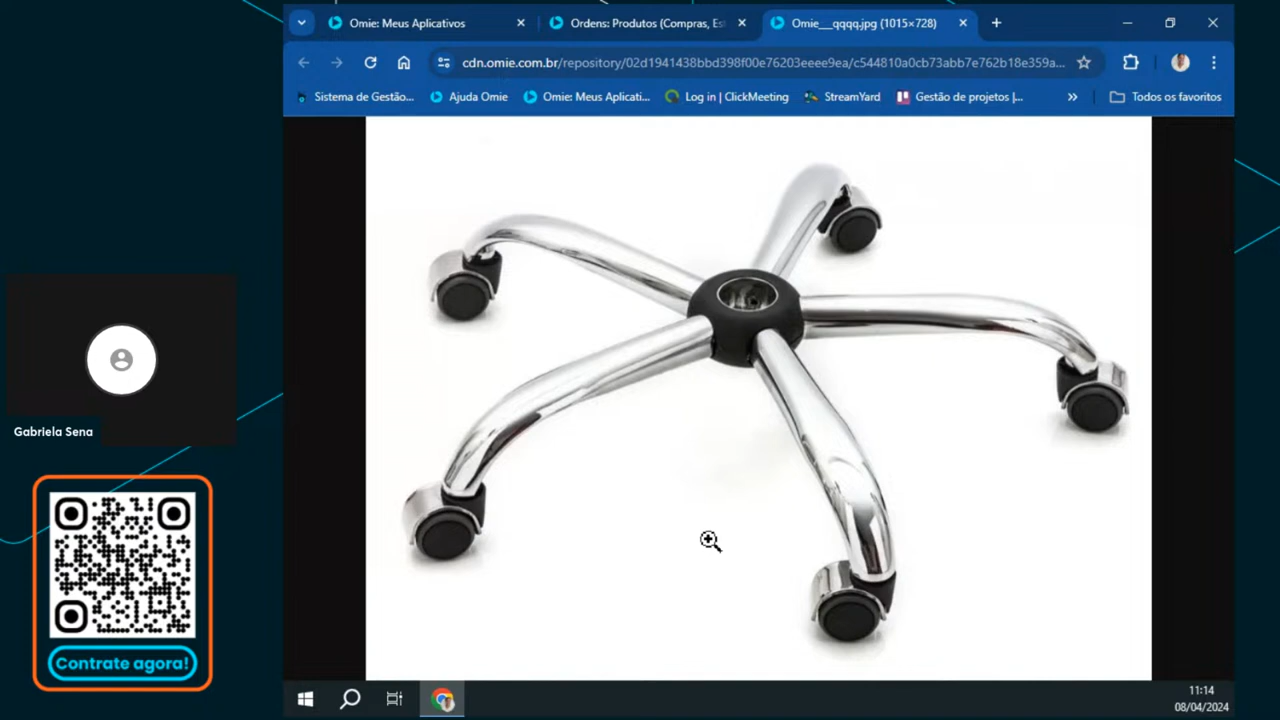 Omie: Meus Aplicativos
Ordens: Produtos (Compras, Es
Omie__qqqq.jpg (1015×728)
cdn.omie.com.br/repository/02d1941438bbd398f00e76203eeee9ea/c544810a0cb73abb7e762b18e359a...
Sistema de Gestão...
Ajuda Omie
Omie: Meus Aplicati...
Log in | ClickMeeting
StreamYard
Gestão de projetos |...
»
Todos os favoritos
Gabriela Sena
Contrate agora!
11:14
08/04/2024